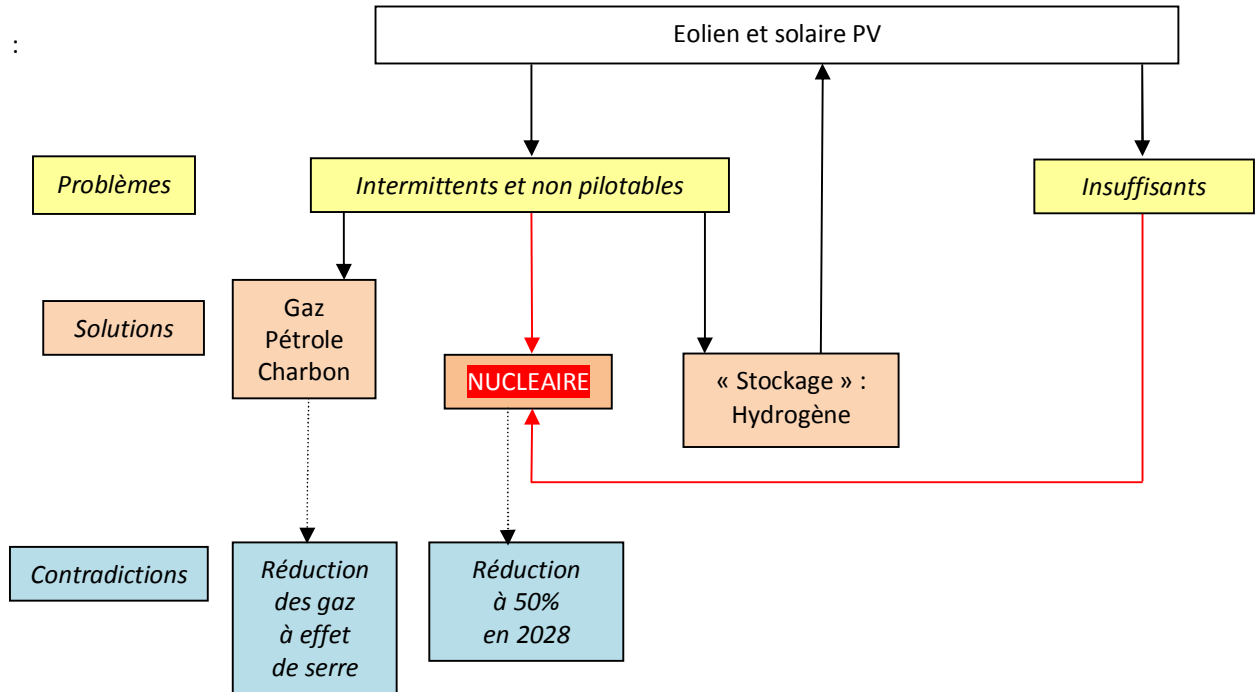 Eolien et solaire PV
:
Problèmes
Intermittents et non pilotables
Insuffisants
Solutions
Gaz
Pétrole
Charbon
NUCLEAIRE
« Stockage » :
Hydrogène
Contradictions
Réduction
des gaz
à effet
de serre
Réduction
à 50%
en 2028